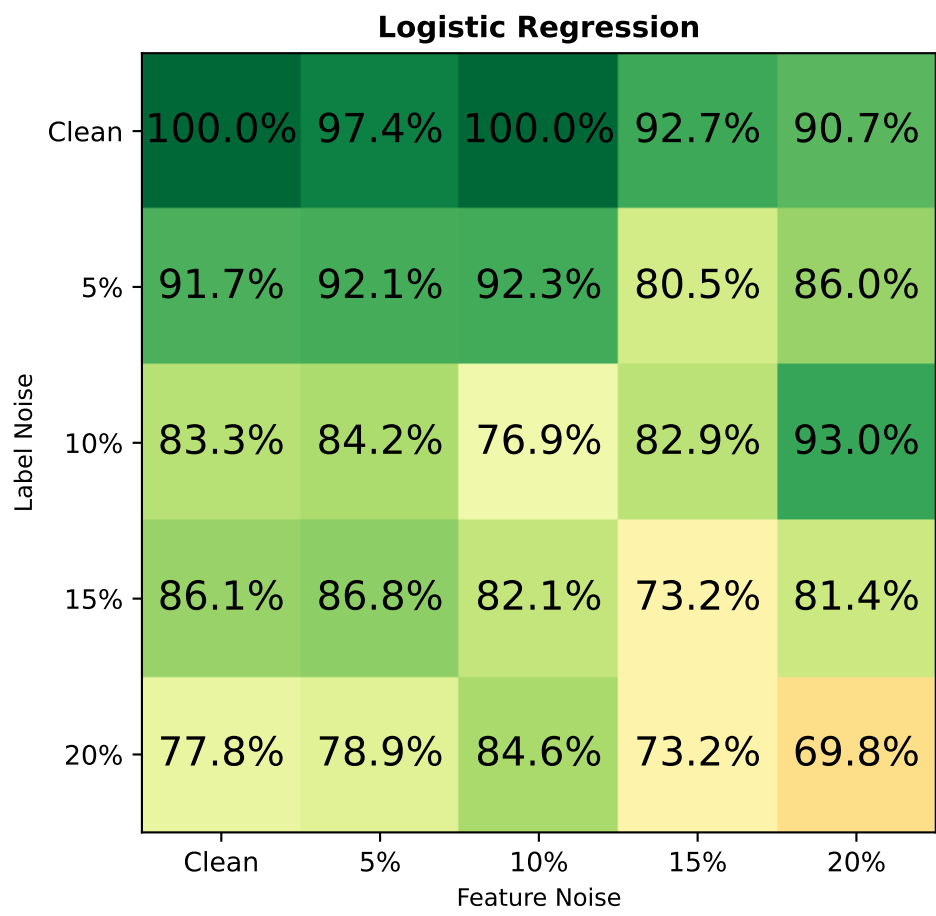 Logistic Regression
Clean 100.0% 97.4% 100.0% 92.7% 90.7%
5% 91.7% 92.1% 92.3% 80.5% 86.0%
10% 83.3% 84.2% 76.9% 82.9% 93.0%
15% 86.1% 86.8% 82.1% 73.2% 81.4%
20% 77.8% 78.9% 84.6% 73.2% 69.8%
Label Noise
Clean 5% 10% 15% 20%
Feature Noise